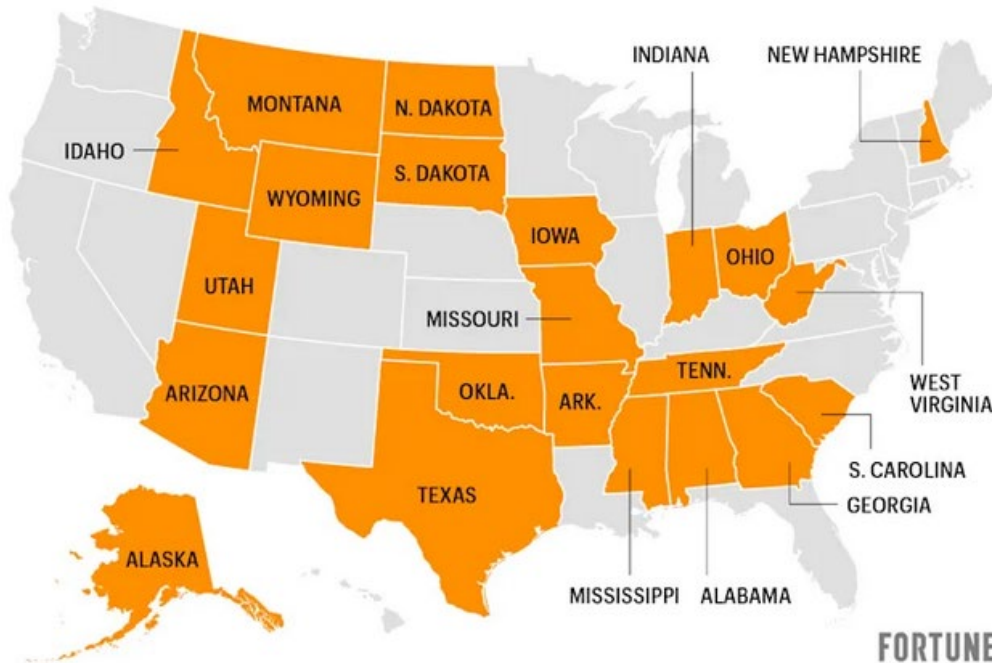 INDIANA
NEW HAMPSHIRE
MONTANA
N. DAKOTA
IDAHO
S. DAKOTA
WYOMING
IOWA
OHIO
UTAH
MISSOURI
TENN.
ARIZONA
OKLA.
ARK.
WEST
VIRGINIA
S. CAROLINA
TEXAS
GEORGIA
ALASKA
MISSISSIPPI
ALABAMA
FORTUNE